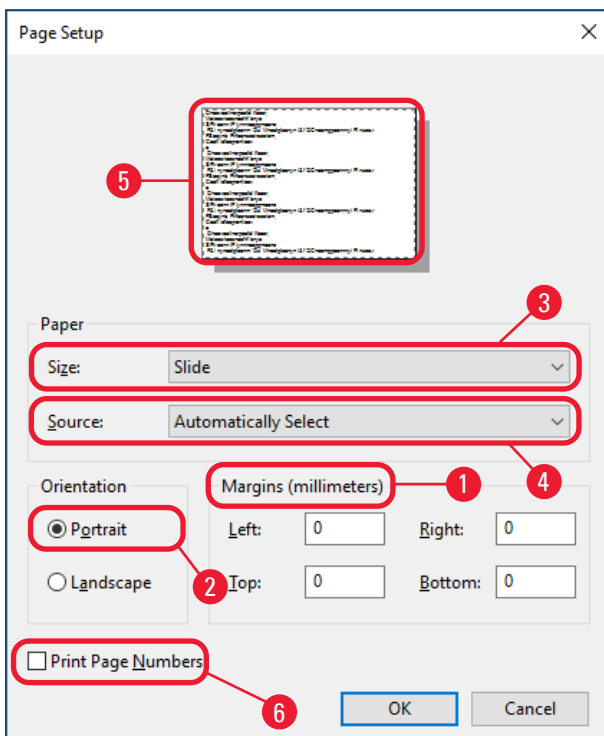 Page Setup
5
3
Paper
Size: Slide
Source: Automatically Select
4
Orientation
Margins (millimeters)
1
Portrait
Left: 0 Right: 0
2
Landscape
Top: 0 Bottom: 0
Print Page Numbers
6
OK Cancel